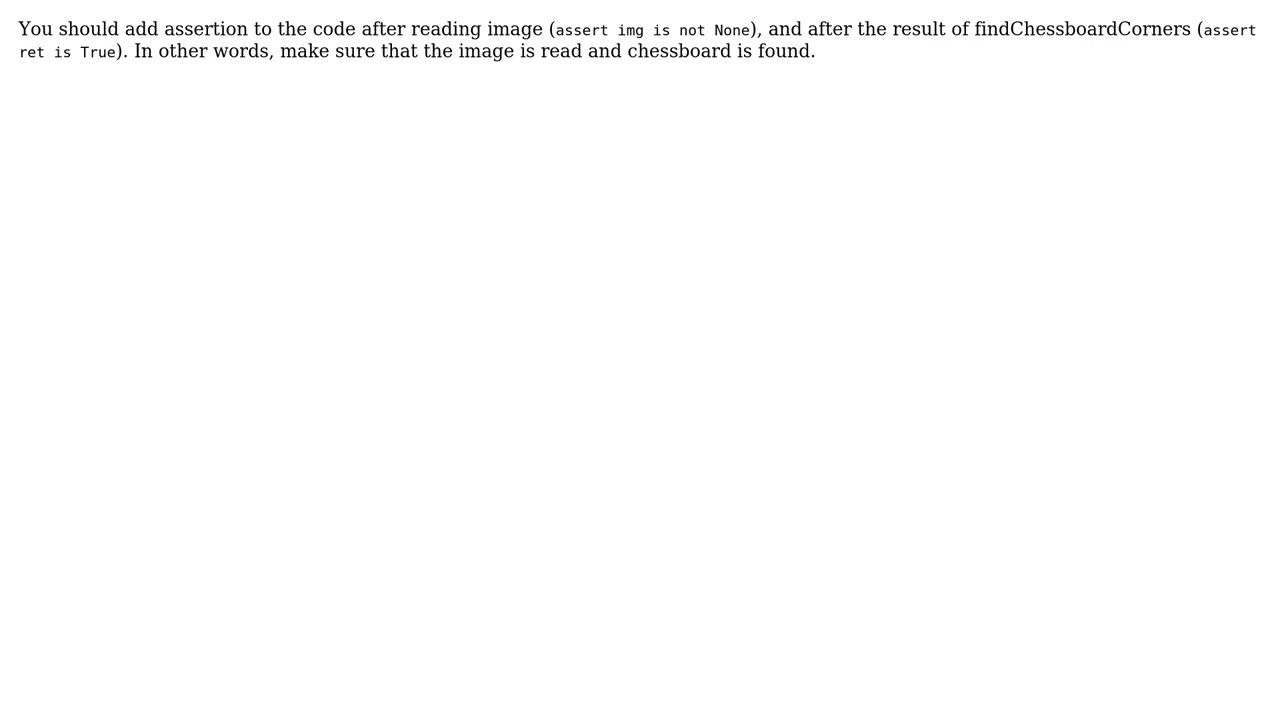 You should add assertion to the code after reading image (assert img is not None), and after the result of findChessboardCorners (assert
ret is True). In other words, make sure that the image is read and chessboard is found.